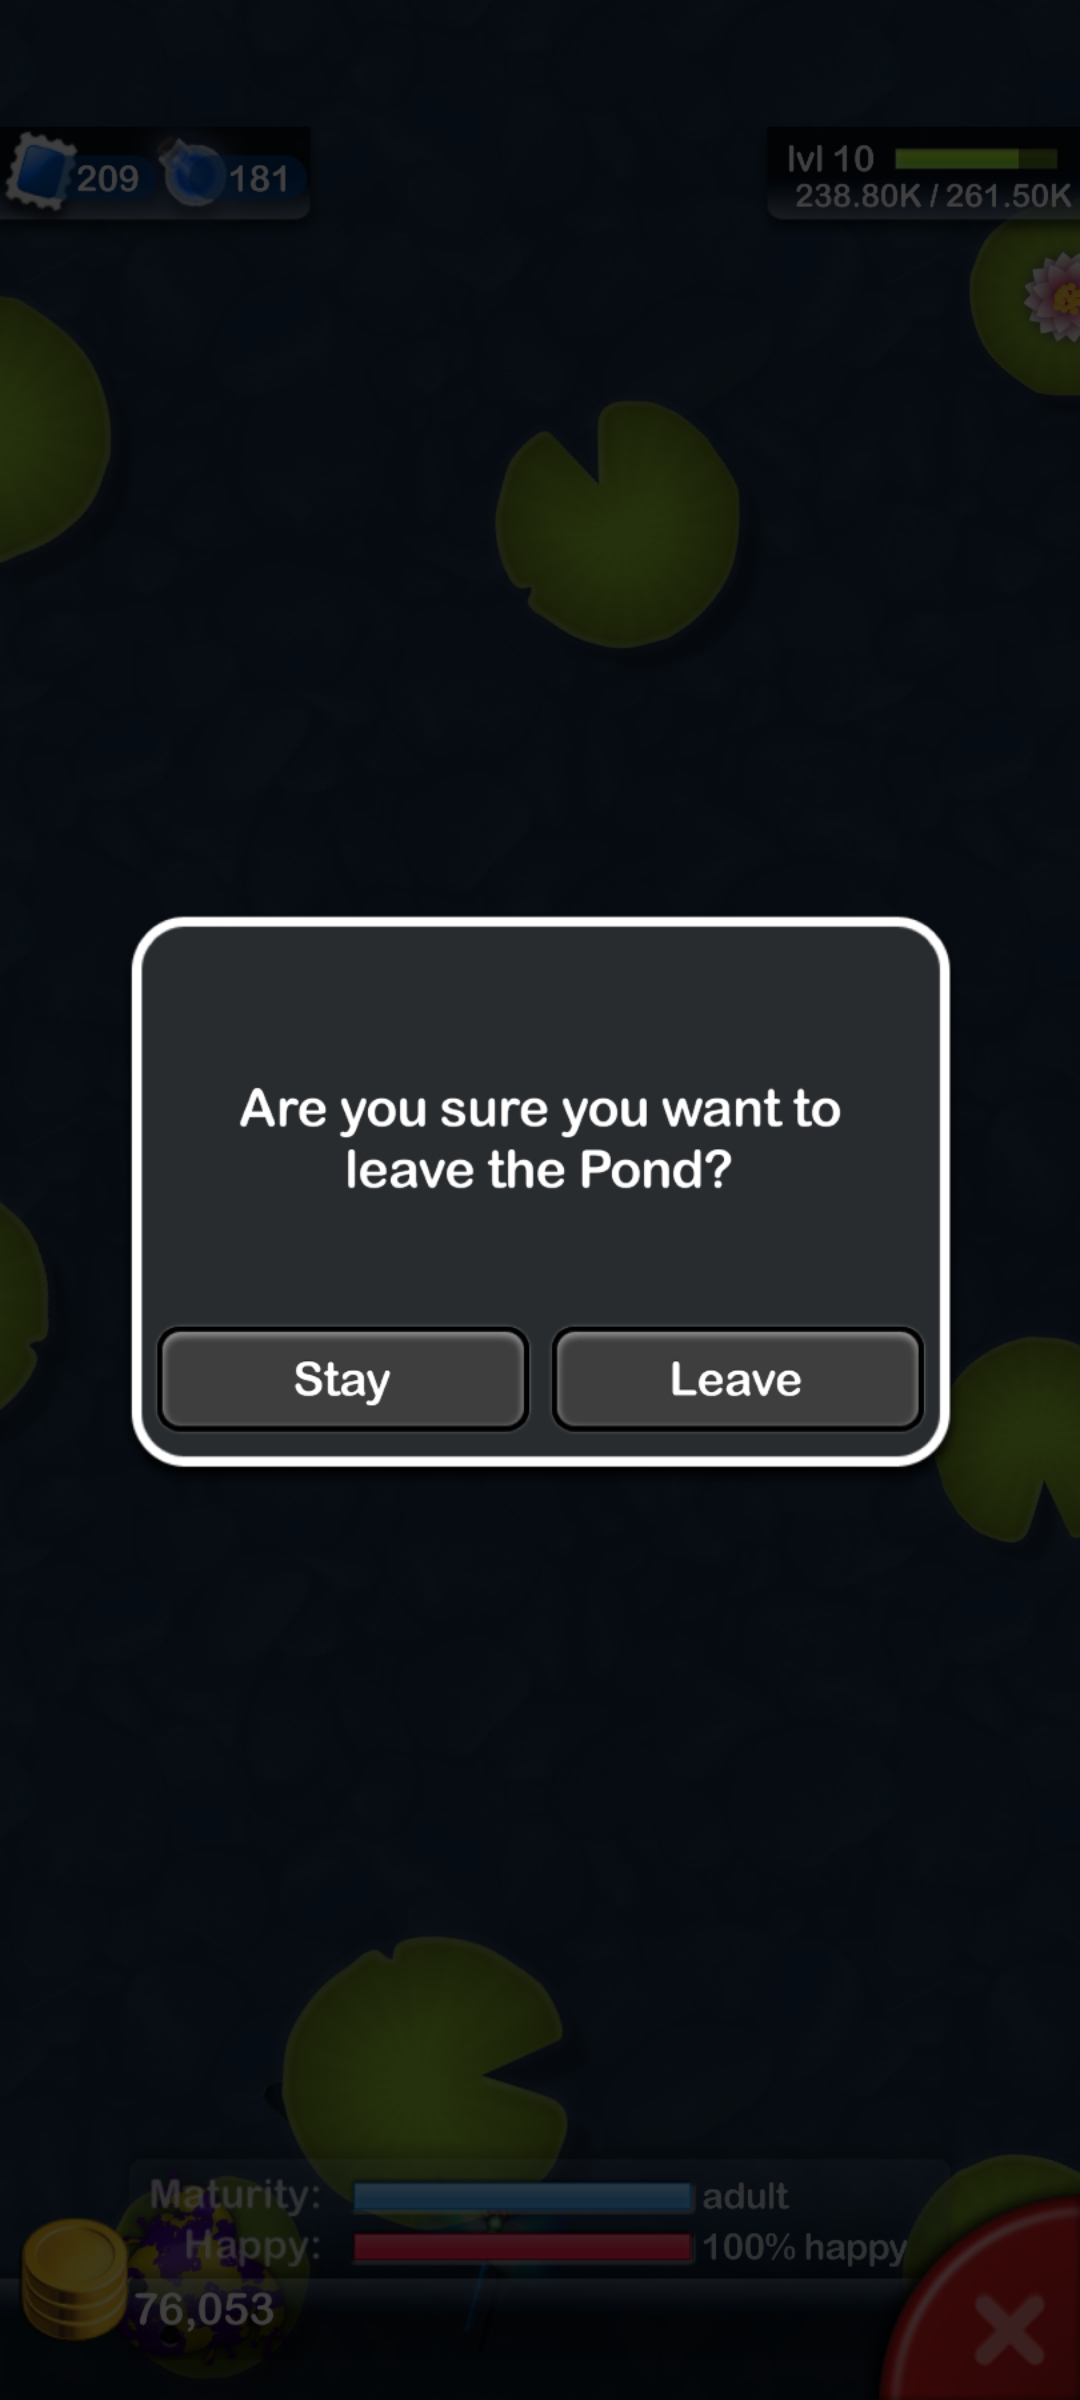 209 181
lvl 10
238.80K / 261.50K
Are you sure you want to
leave the Pond?
Stay Leave
Maturity: adult
Happy: 100% happy
76,053